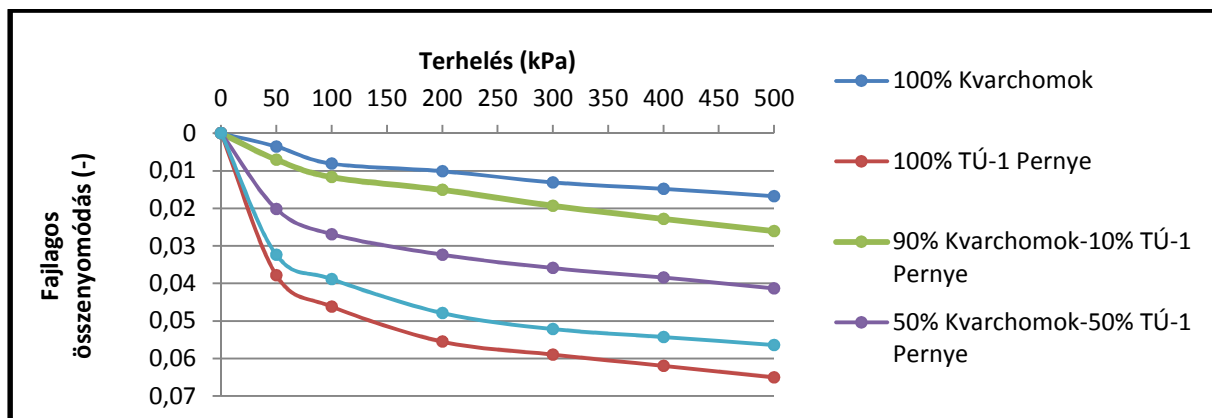 Terhelés (kPa)
0 50 100 150 200 250 300 350 400 450 500
0
0,01
0,02
0,03
0,04
0,05
0,06
0,07
Fajlagos
összenyomódás (-)
100% Kvarchomok
100% TÚ-1 Pernye
90% Kvarchomok-10% TÚ-1
Pernye
50% Kvarchomok-50% TÚ-1
Pernye